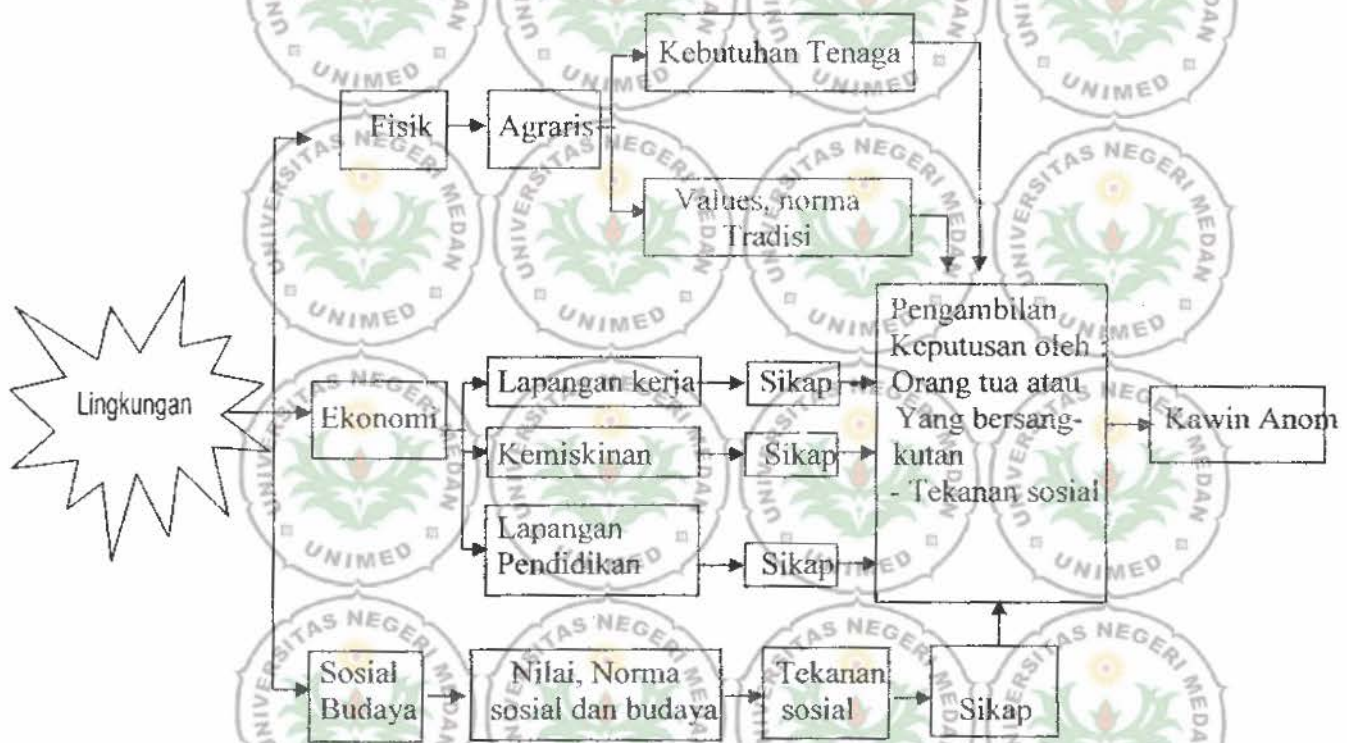 Kebutuhan Tenaga
Fisik
Agraris
Values, norma
Tradisi
Lingkungan
Ekonomi
Lapangan kerja
Sikap
Kemiskinan
Sikap
Lapangan
Pendidikan
Sikap
Pengambilan
Keputusan oleh :
Orang tua atau
Yang bersang-
kutan
- Tekanan sosial
Kawin Anom
Sosial
Budaya
Nilai, Norma
sosial dan budaya
Tekanan
sosial
Sikap
UNIVERSITAS NEGERI MEDAN
UNIMED